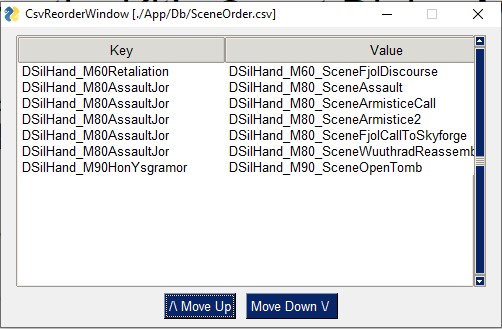 CsvReorderWindow [./App/Db/SceneOrder.csv]
Key Value
DSilHand_M60Retaliation DSilHand_M60_SceneFjolDiscourse
DSilHand_M80AssaultJor DSilHand_M80_SceneAssault
DSilHand_M80AssaultJor DSilHand_M80_SceneArmisticeCall
DSilHand_M80AssaultJor DSilHand_M80_SceneArmistice2
DSilHand_M80AssaultJor DSilHand_M80_SceneFjolCallToSkyforge
DSilHand_M80AssaultJor DSilHand_M80_SceneWuuthradReassemb
DSilHand_M90HonYsgramor DSilHand_M90_SceneOpenTomb
/\ Move Up Move Down \/